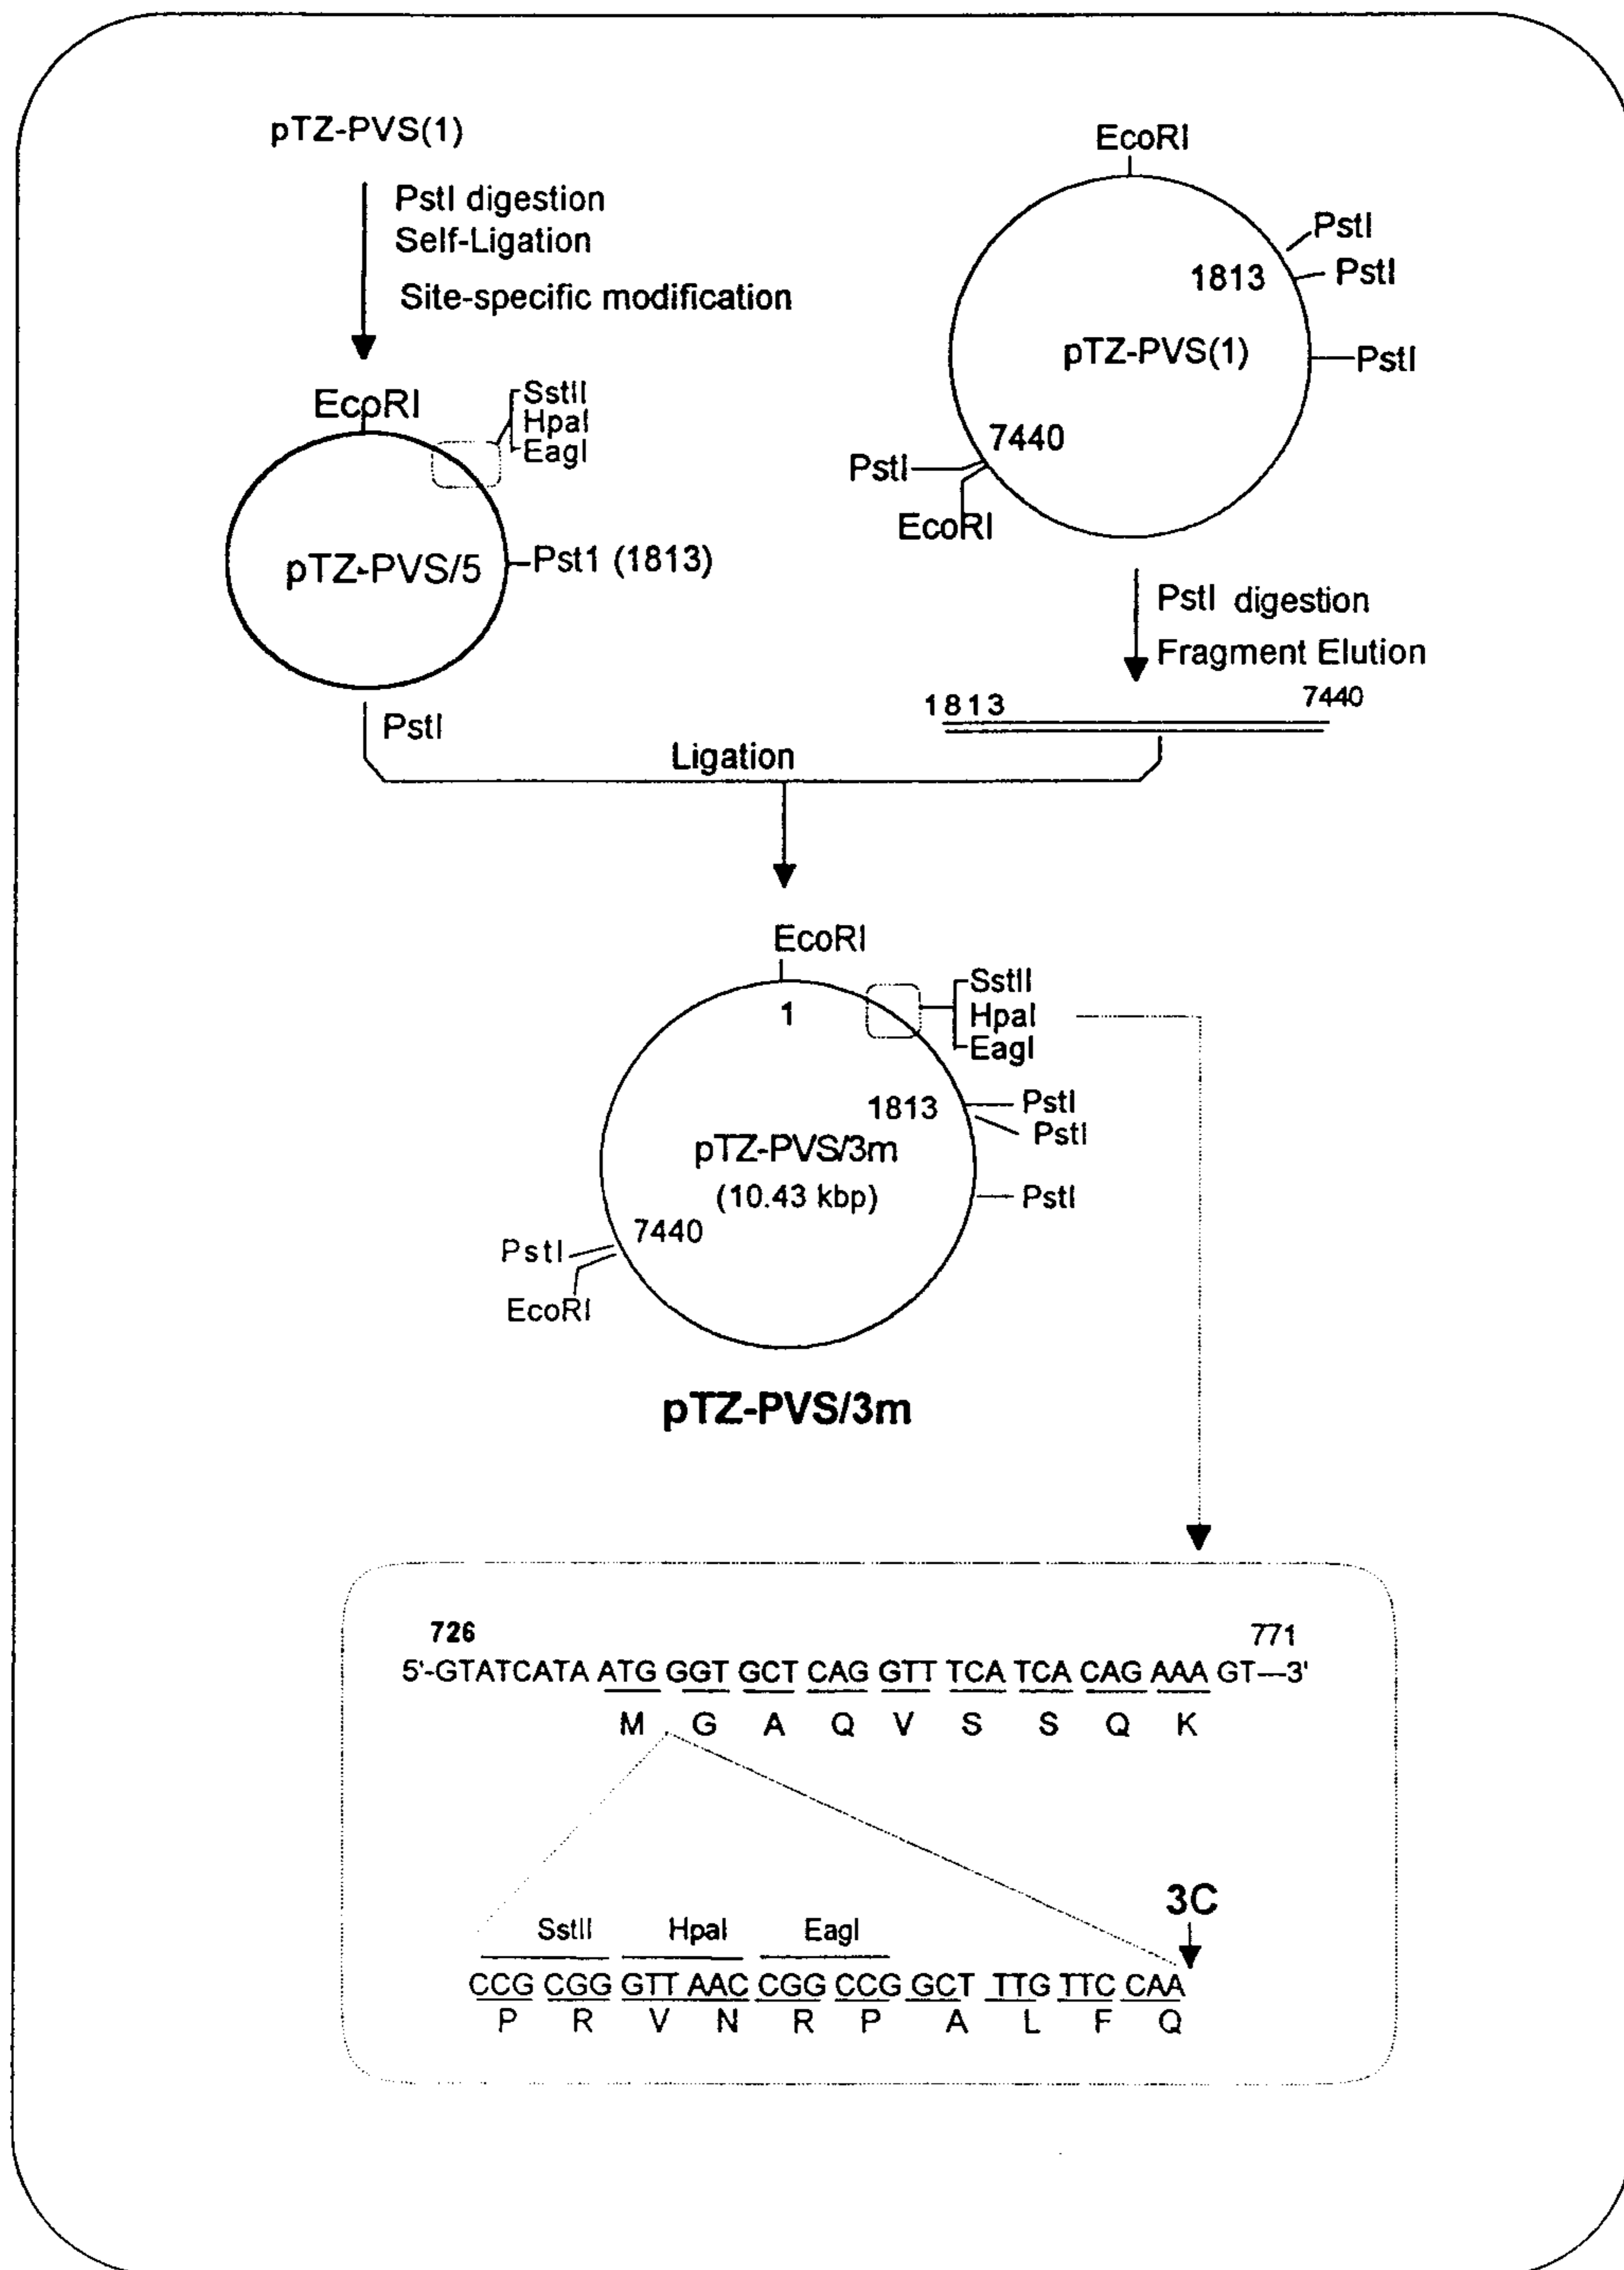 pTZ-PVS(1)
PstI digestion
Self-Ligation
Site-specific modification
EcoRI
SstII
HpaI
EagI
pTZ-PVS/5
Pst1 (1813)
PstI
EcoRI
PstI
1813
PstI
pTZ-PVS(1)
PstI
7440
PstI
EcoRI
PstI digestion
Fragment Elution
1813
7440
Ligation
EcoRI
1
SstII
HpaI
EagI
1813
PstI
PstI
pTZ-PVS/3m
(10.43 kbp)
PstI
7440
PstI
EcoRI
pTZ-PVS/3m
726 771
5'-GTATCATA ATG GGT GCT CAG GTT TCA TCA CAG AAA GT—3'
M G A Q V S S Q K
3C
SstII HpaI EagI
CCG CGG GTT AAC CGG CCG GCT TTG TTC CAA
P R V N R P A L F Q